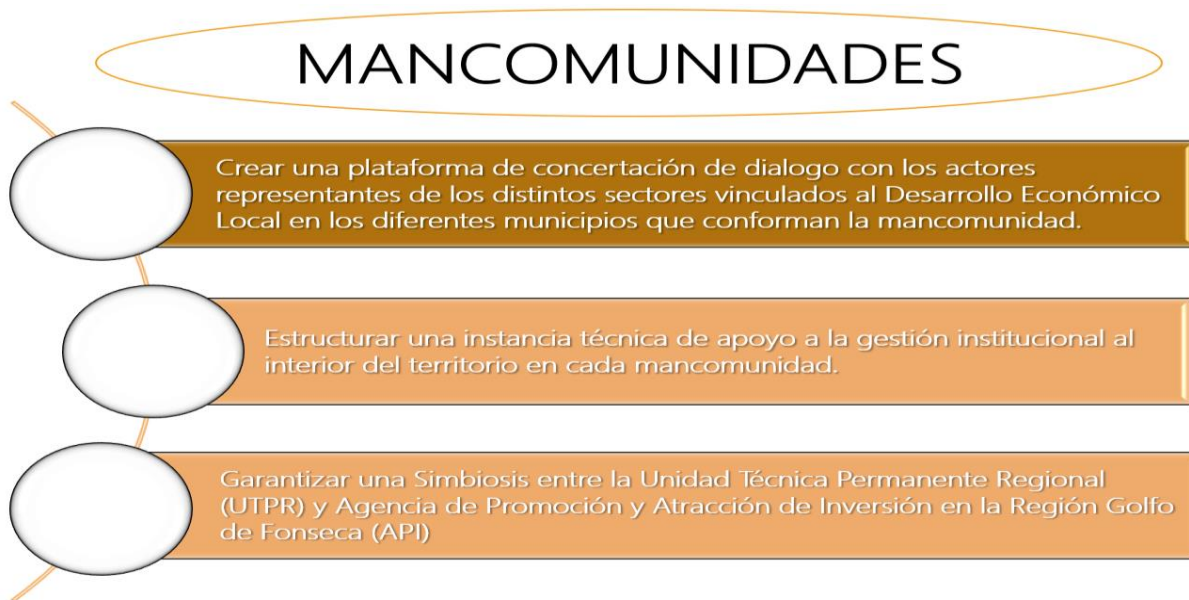 MANCOMUNIDADES
Crear una plataforma de concertación de dialogo con los actores
representantes de los distintos sectores vinculados al Desarrollo Económico
Local en los diferentes municipios que conforman la mancomunidad.
Estructurar una instancia técnica de apoyo a la gestión institucional al
interior del territorio en cada mancomunidad.
Garantizar una Simbiosis entre la Unidad Técnica Permanente Regional
(UTPR) y Agencia de Promoción y Atracción de Inversión en la Región Golfo
de Fonseca (API)